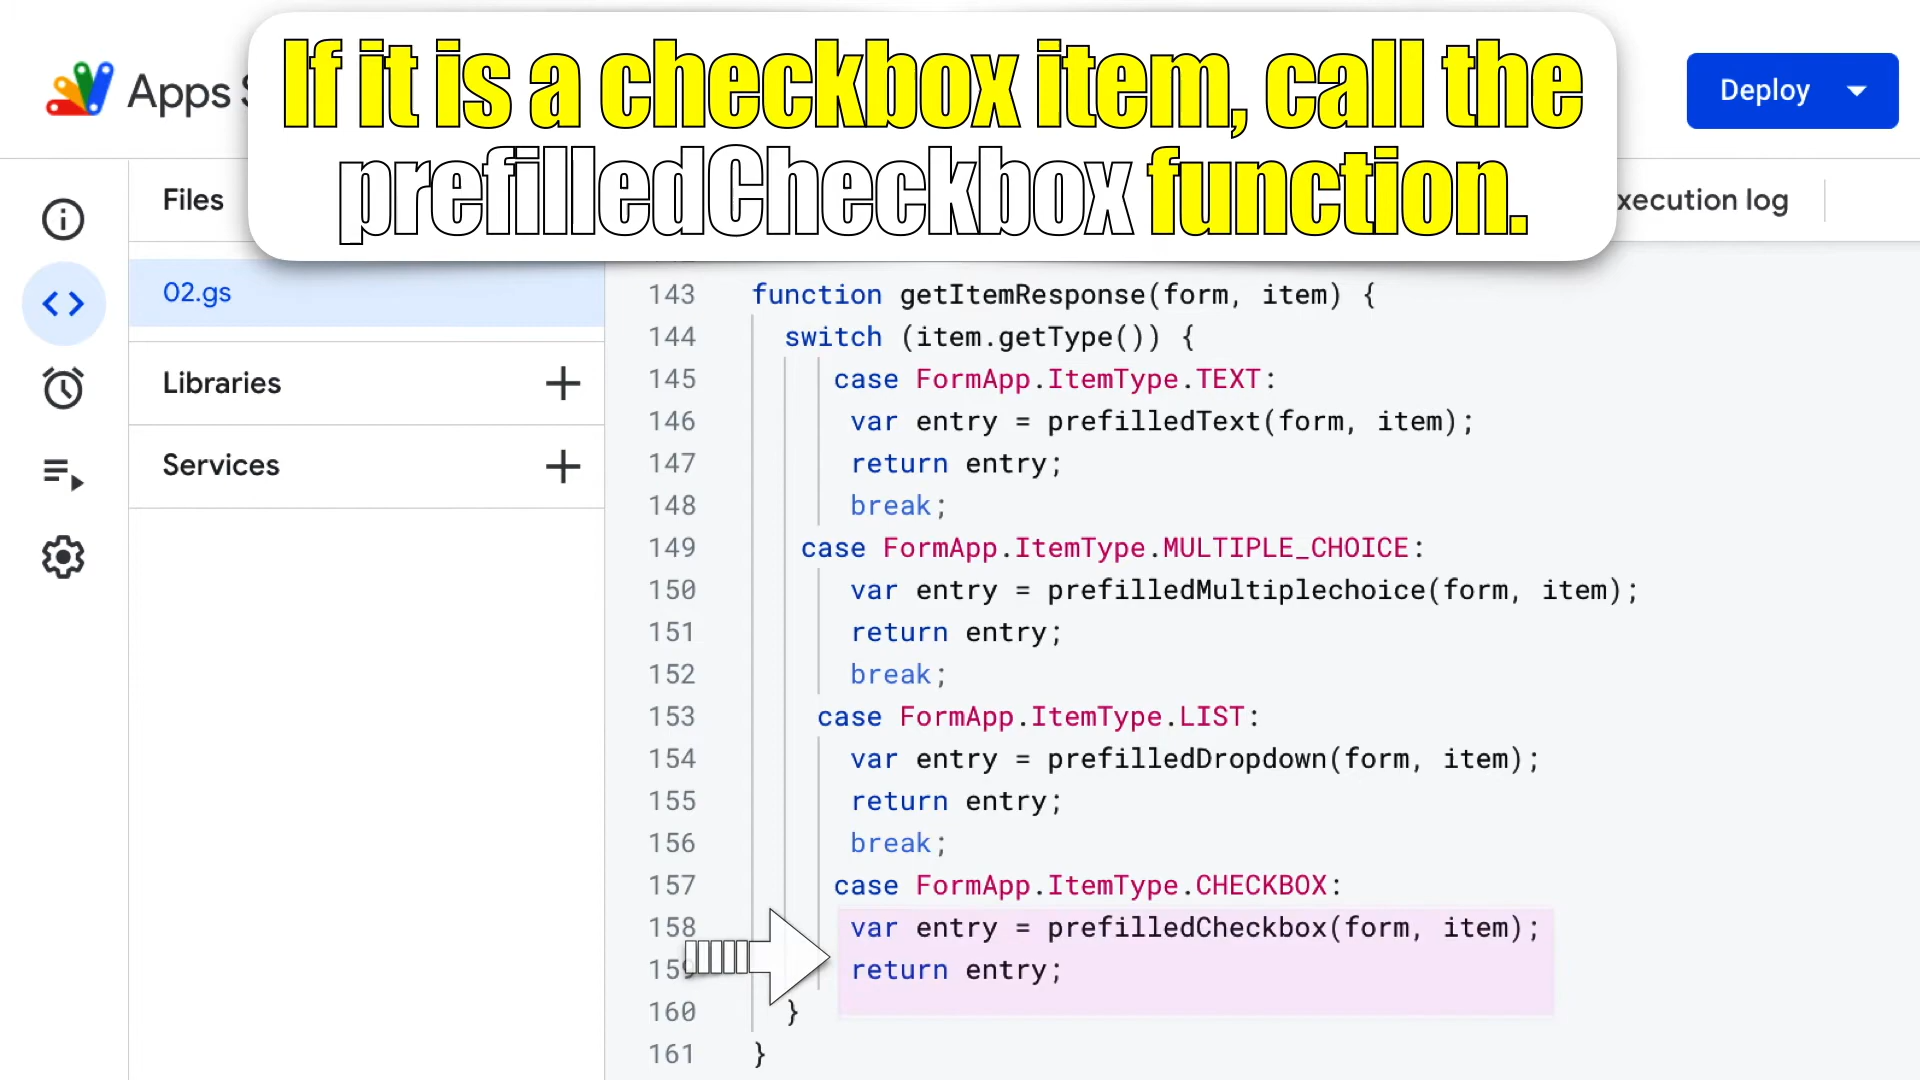 If it is a checkbox item, call the
prefilledCheckbox function.
Apps
Deploy
Files
xecution log
02.gs
Libraries
Services
143 function getItemResponse(form, item) {
144 switch (item.getType()) {
145 case FormApp.ItemType.TEXT:
146 var entry = prefilledText(form, item);
147 return entry;
148 break;
149 case FormApp.ItemType.MULTIPLE_CHOICE:
150 var entry = prefilledMultiplechoice(form, item);
151 return entry;
152 break;
153 case FormApp.ItemType.LIST:
154 var entry = prefilledDropdown(form, item);
155 return entry;
156 break;
157 case FormApp.ItemType.CHECKBOX:
158 var entry = prefilledCheckbox(form, item);
159 return entry;
160 }
161 }